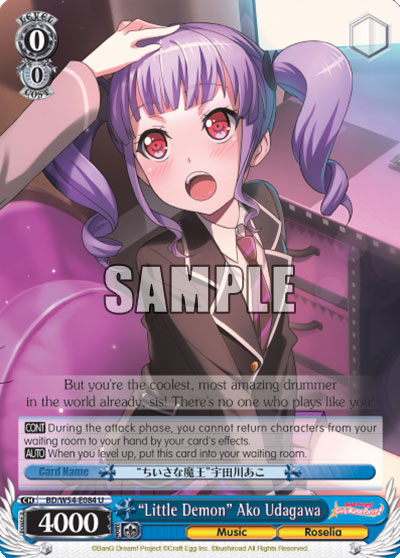 LEVEL
0
0
COST
SAMPLE
But you're the coolest, most amazing drummer
in the world already, sis! There's no one who plays like you!
CONT During the attack phase, you cannot return characters from your
waiting room to your hand by your card's effects.
AUTO When you level up, put this card into your waiting room.
Card Name
"ちいさな魔王"宇田川あこ
CH
BD/W54-E084 U
4000
"Little Demon" Ako Udagawa
Music
Roselia
©BanG Dream! Project ©Craft Egg Inc. ©bushiroad All Rights Reserved.